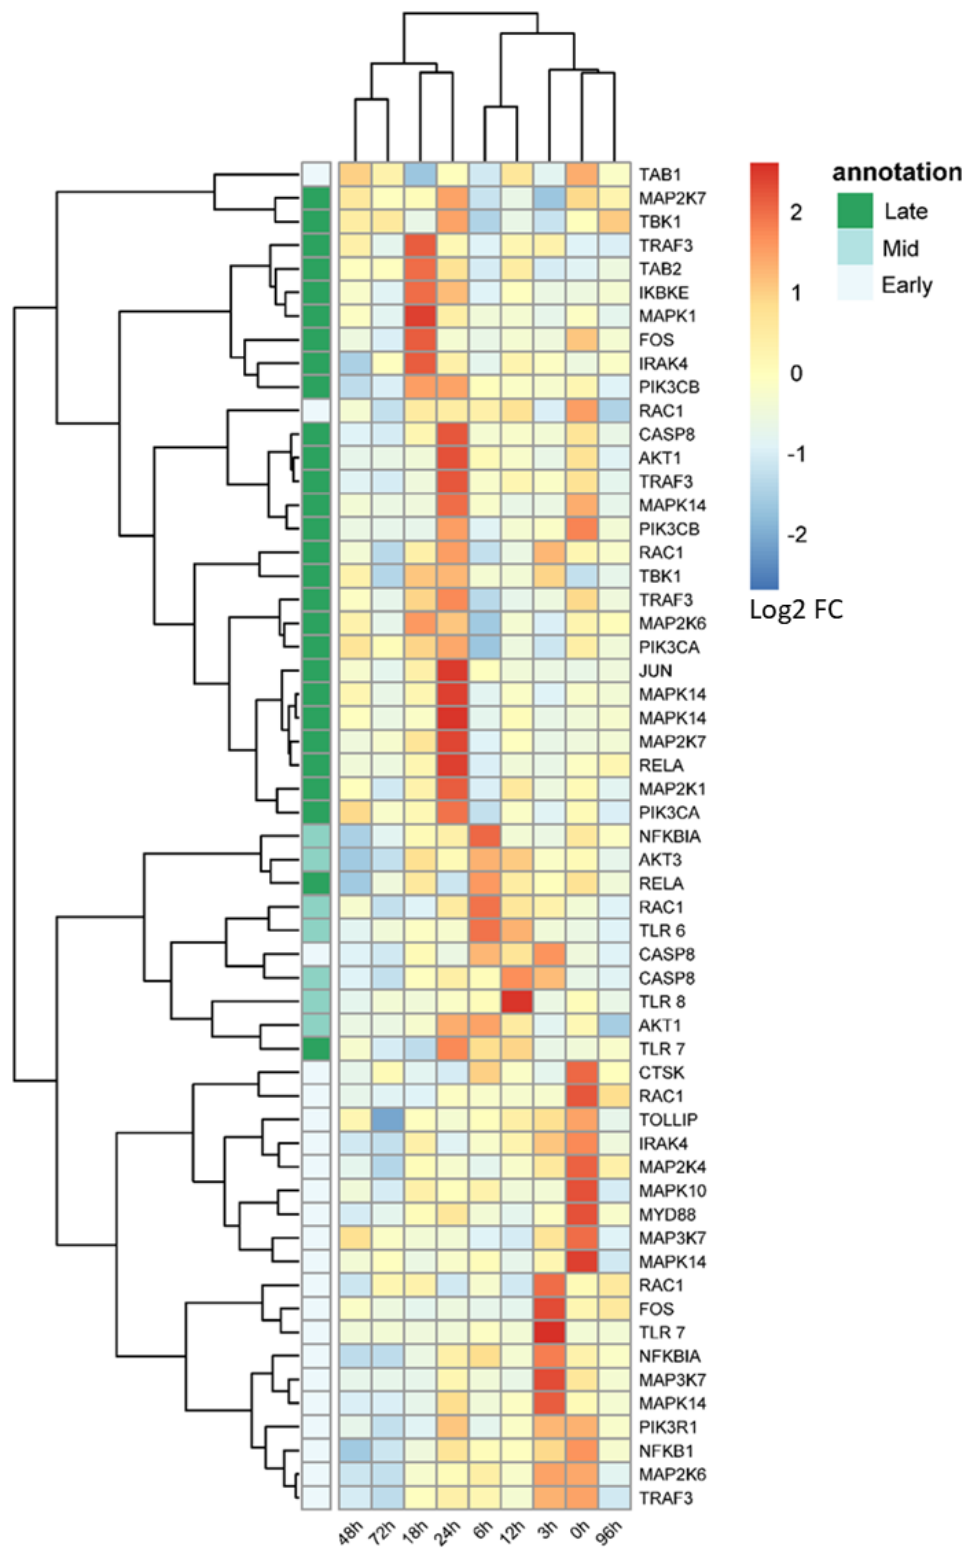 TAB1
MAP2K7
TBK1
TRAF3
TAB2
IKBKE
MAPK1
FOS
IRAK4
PIK3CB
RAC1
CASP8
AKT1
TRAF3
MAPK14
PIK3CB
RAC1
TBK1
TRAF3
MAP2K6
PIK3CA
JUN
MAPK14
MAPK14
MAP2K7
RELA
MAP2K1
PIK3CA
NFKBIA
AKT3
RELA
RAC1
TLR 6
CASP8
CASP8
TLR 8
AKT1
TLR 7
CTSK
RAC1
TOLLIP
IRAK4
MAP2K4
MAPK10
MYD88
MAP3K7
MAPK14
RAC1
FOS
TLR 7
NFKBIA
MAP3K7
MAPK14
PIK3R1
NFKB1
MAP2K6
TRAF3
48h 72h 18h 24h 6h 12h 3h 0h 96h
2
1
0
-1
-2
Log2 FC
annotation
Late
Mid
Early